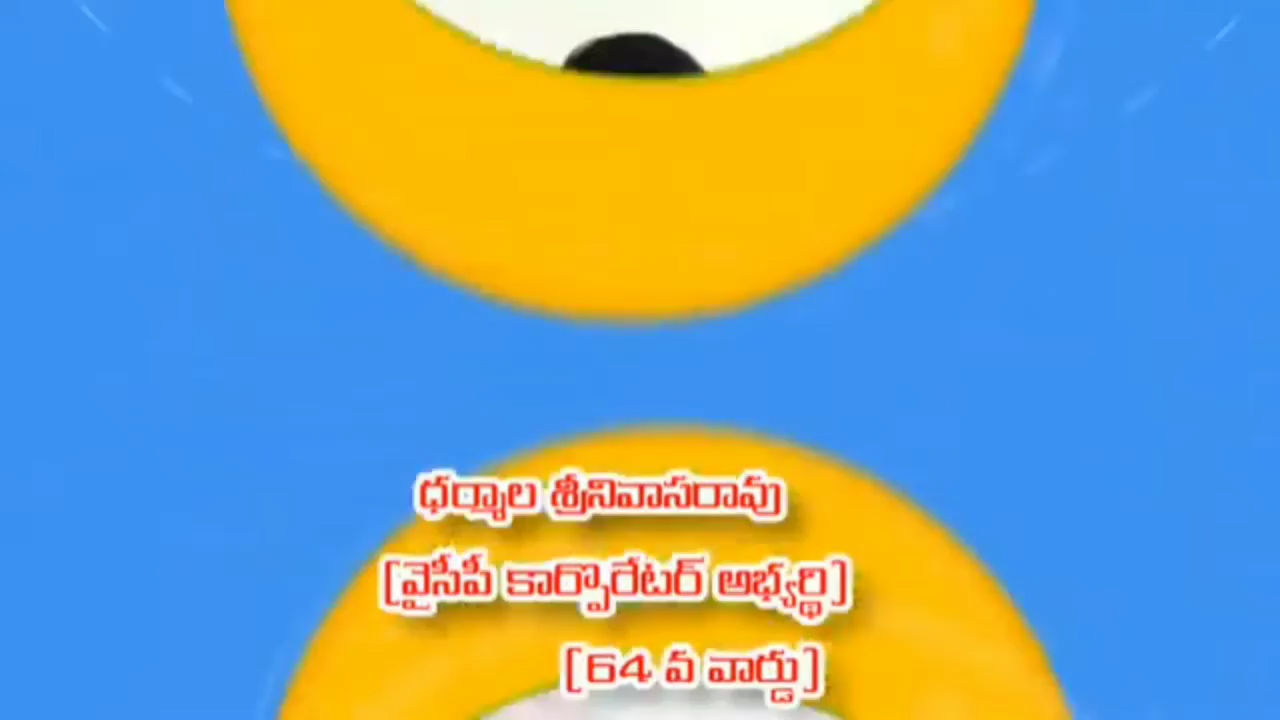 ధర్మాల శ్రీనివాసరావు
[వైసీపీ కార్పొరేటర్ అభ్యర్థి]
[64 వ వార్డు]